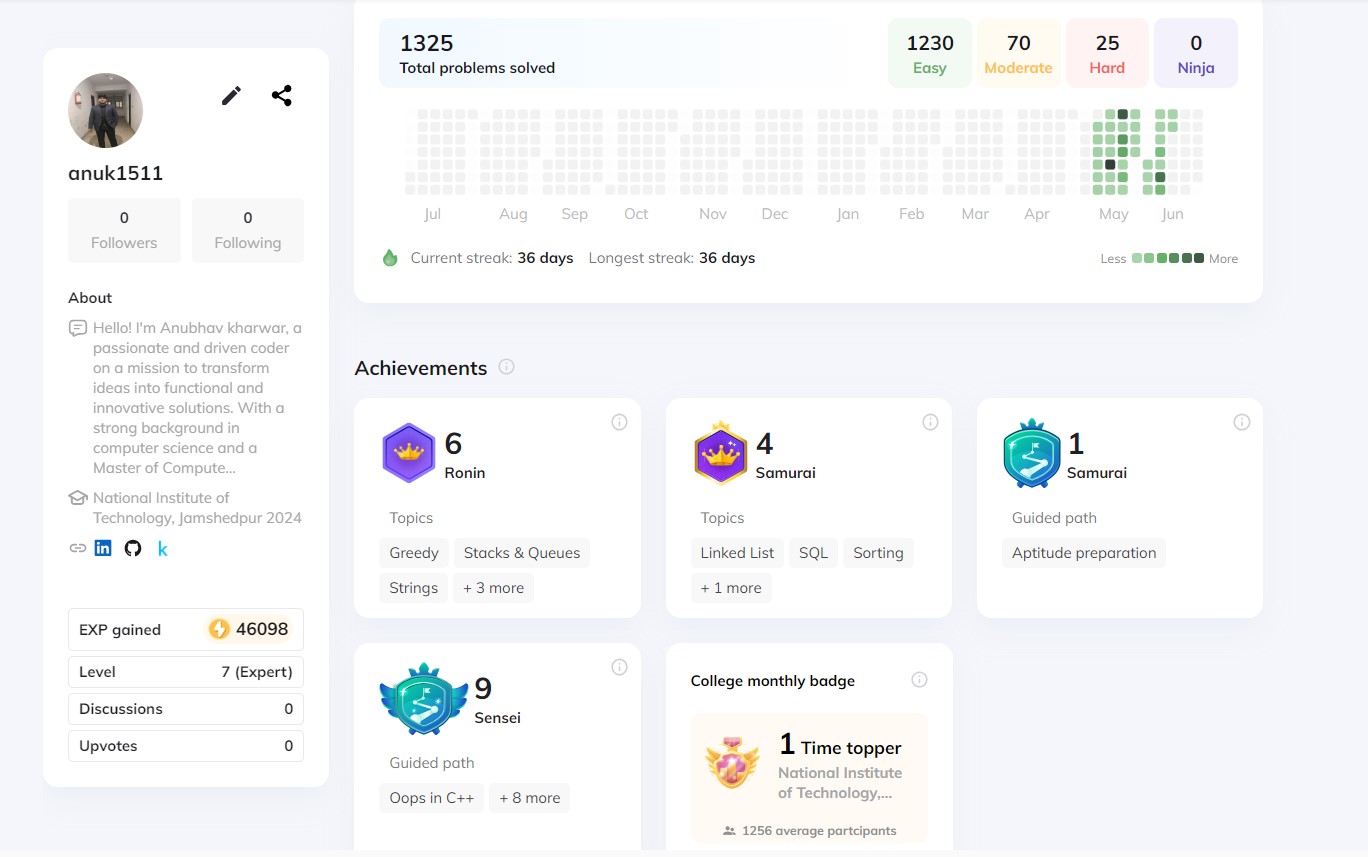 anuk1511
0
Followers
0
Following
About
Hello! I'm Anubhav kharwar, a
passionate and driven coder
on a mission to transform
ideas into functional and
innovative solutions. With a
strong background in
computer science and a
Master of Compute...
National Institute of
Technology, Jamshedpur 2024
in
k
EXP gained 46098
Level 7 (Expert)
Discussions 0
Upvotes 0
1325
Total problems solved
1230
Easy
70
Moderate
25
Hard
0
Ninja
Jul Aug Sep Oct Nov Dec Jan Feb Mar Apr May Jun
Current streak: 36 days Longest streak: 36 days
Less More
Achievements
6
Ronin
Topics
Greedy Stacks & Queues
Strings + 3 more
4
Samurai
Topics
Linked List SQL Sorting
+ 1 more
1
Samurai
Guided path
Aptitude preparation
9
Sensei
Guided path
Oops in C++ + 8 more
College monthly badge
1 Time topper
National Institute
of Technology,...
1256 average partcipants